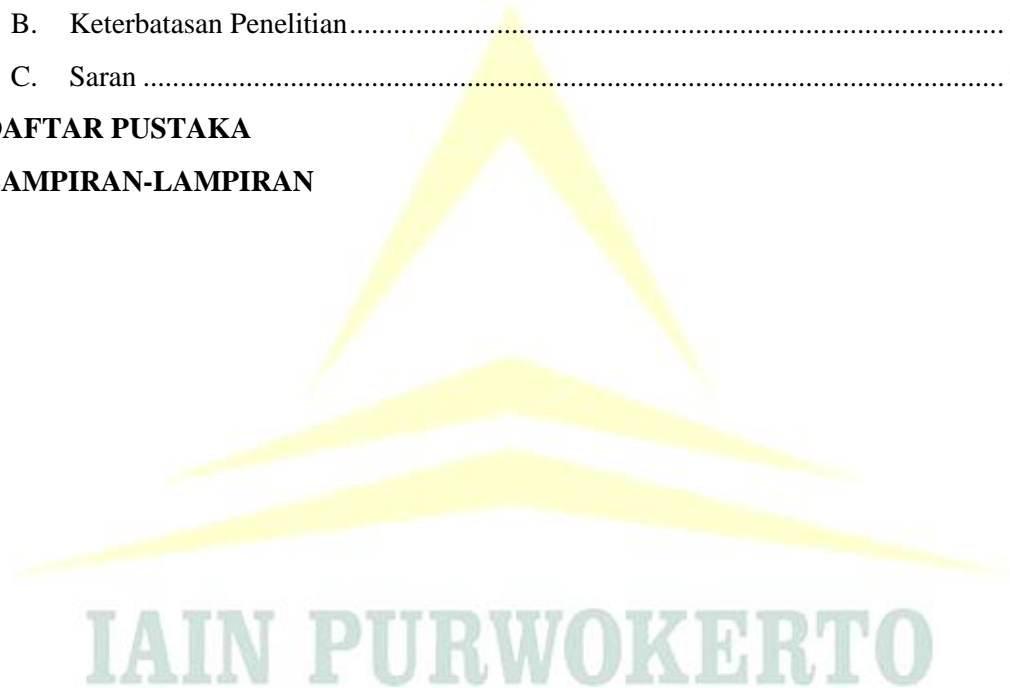 B. Keterbatasan Penelitian........................................................................................
C. Saran ....................................................................................................................
DAFTAR PUSTAKA
AMPIRAN-LAMPIRAN
IAIN PURWOKERTO